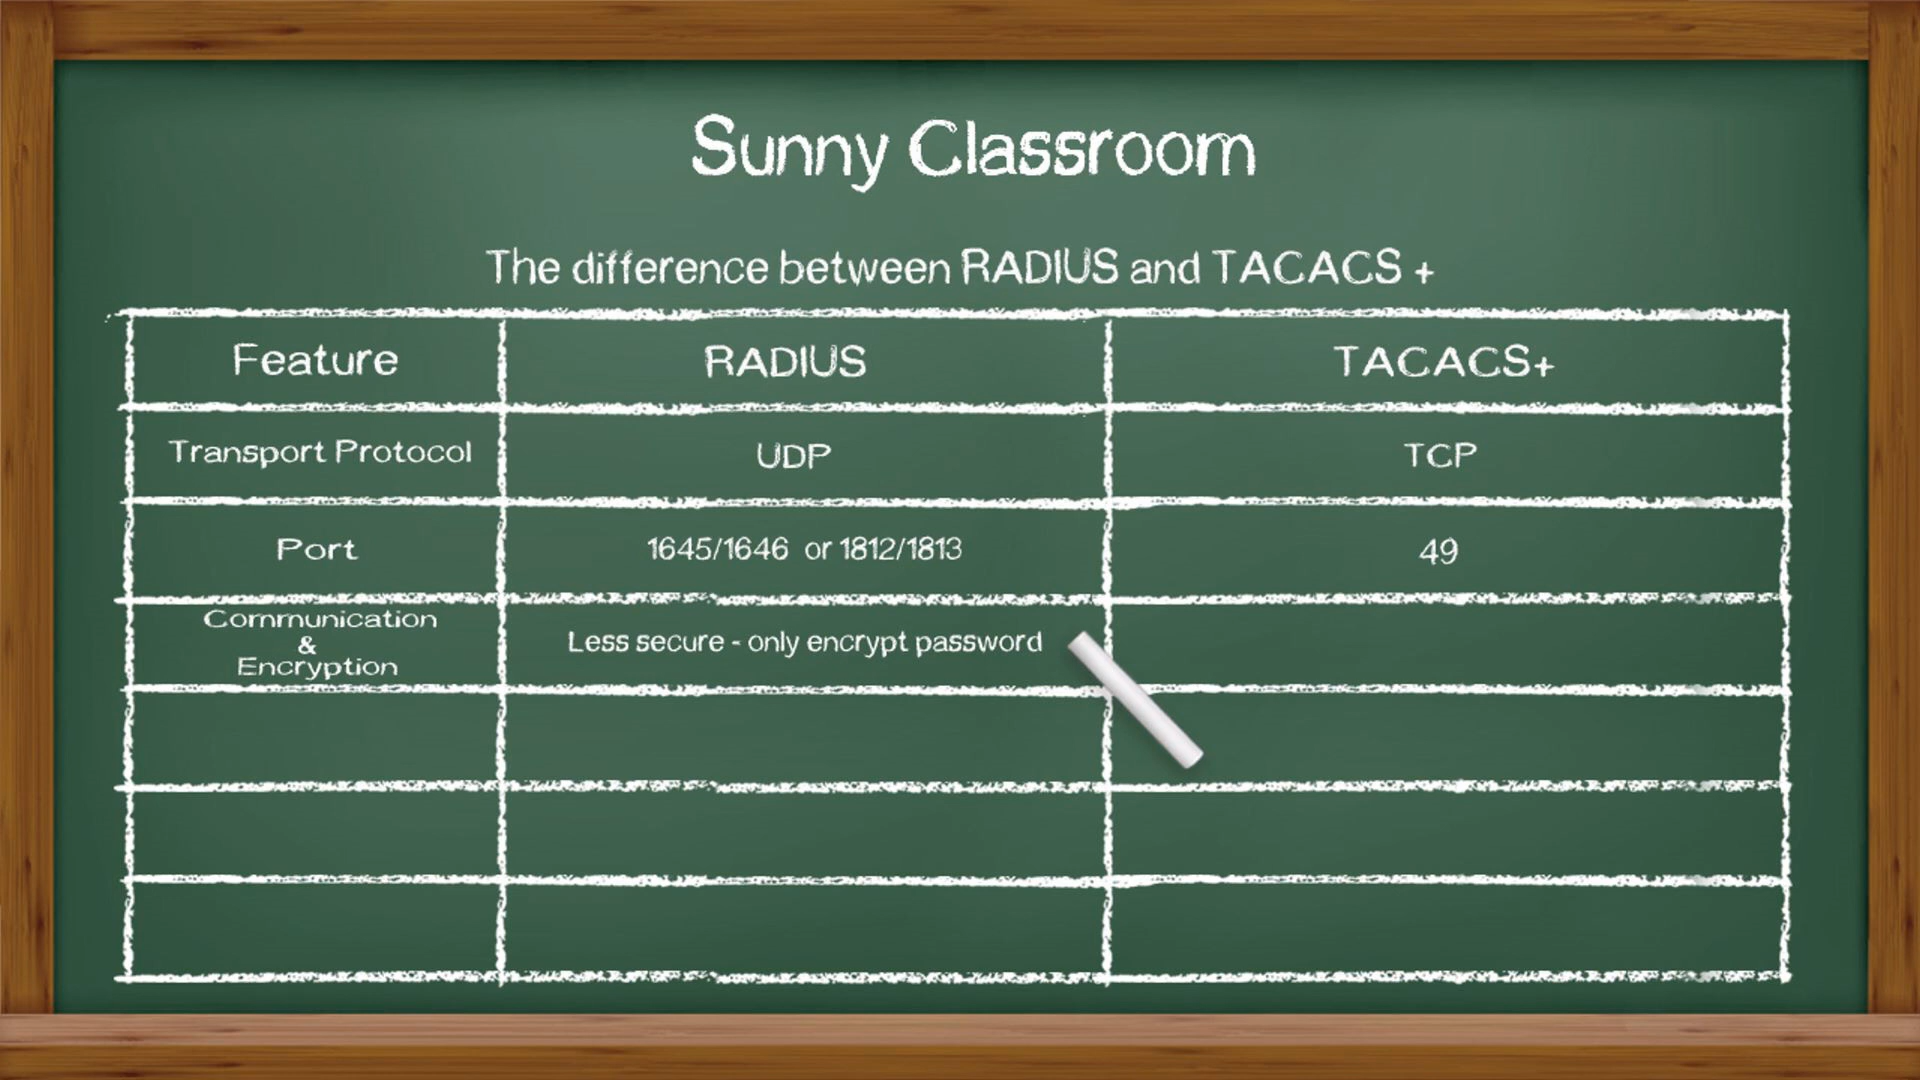 Sunny Classroom
The difference between RADIUS and TACACS +
Feature
RADIUS
TACACS+
Transport Protocol
UDP
TCP
Port
1645/1646 or 1812/1813
49
Communication
&
Encryption
Less secure - only encrypt password